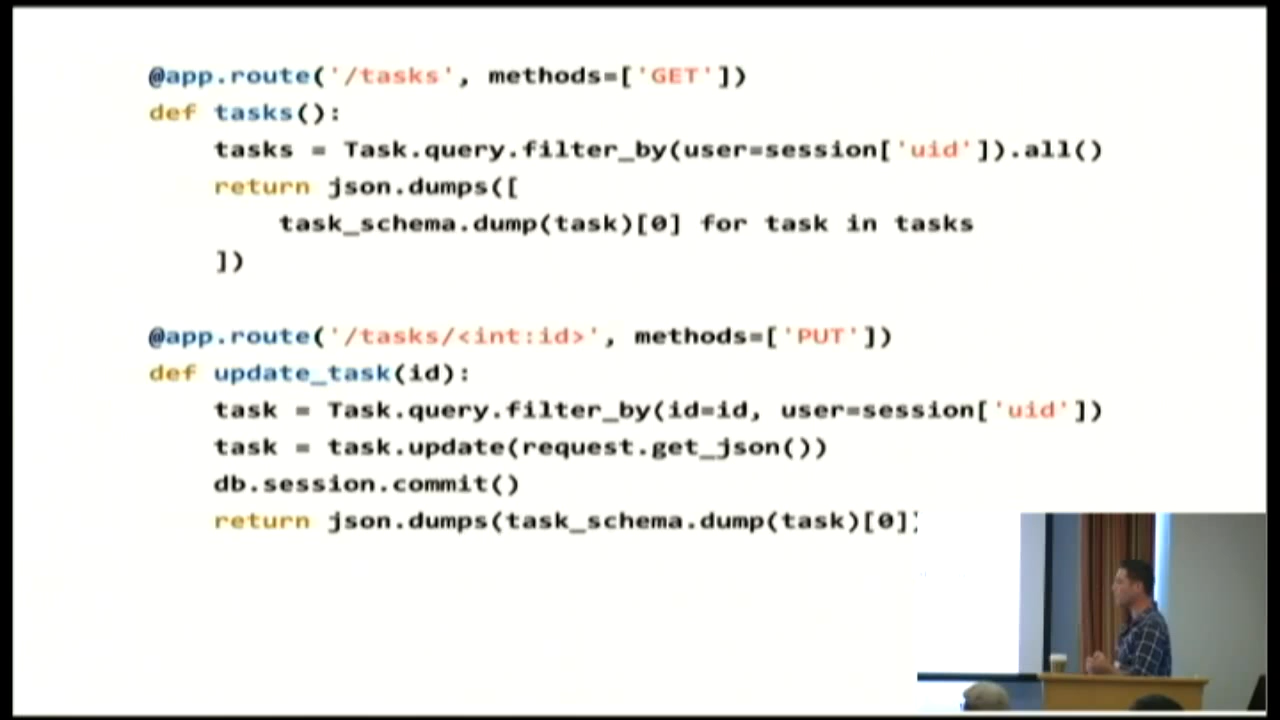 @app.route('/tasks', methods=['GET'])
def tasks():
    tasks = Task.query.filter_by(user=session['uid']).all()
    return json.dumps([
        task_schema.dump(task)[0] for task in tasks
    ])
@app.route('/tasks/<int:id>', methods=['PUT'])
def update_task(id):
    task = Task.query.filter_by(id=id, user=session['uid'])
    task = task.update(request.get_json())
    db.session.commit()
    return json.dumps(task_schema.dump(task)[0])